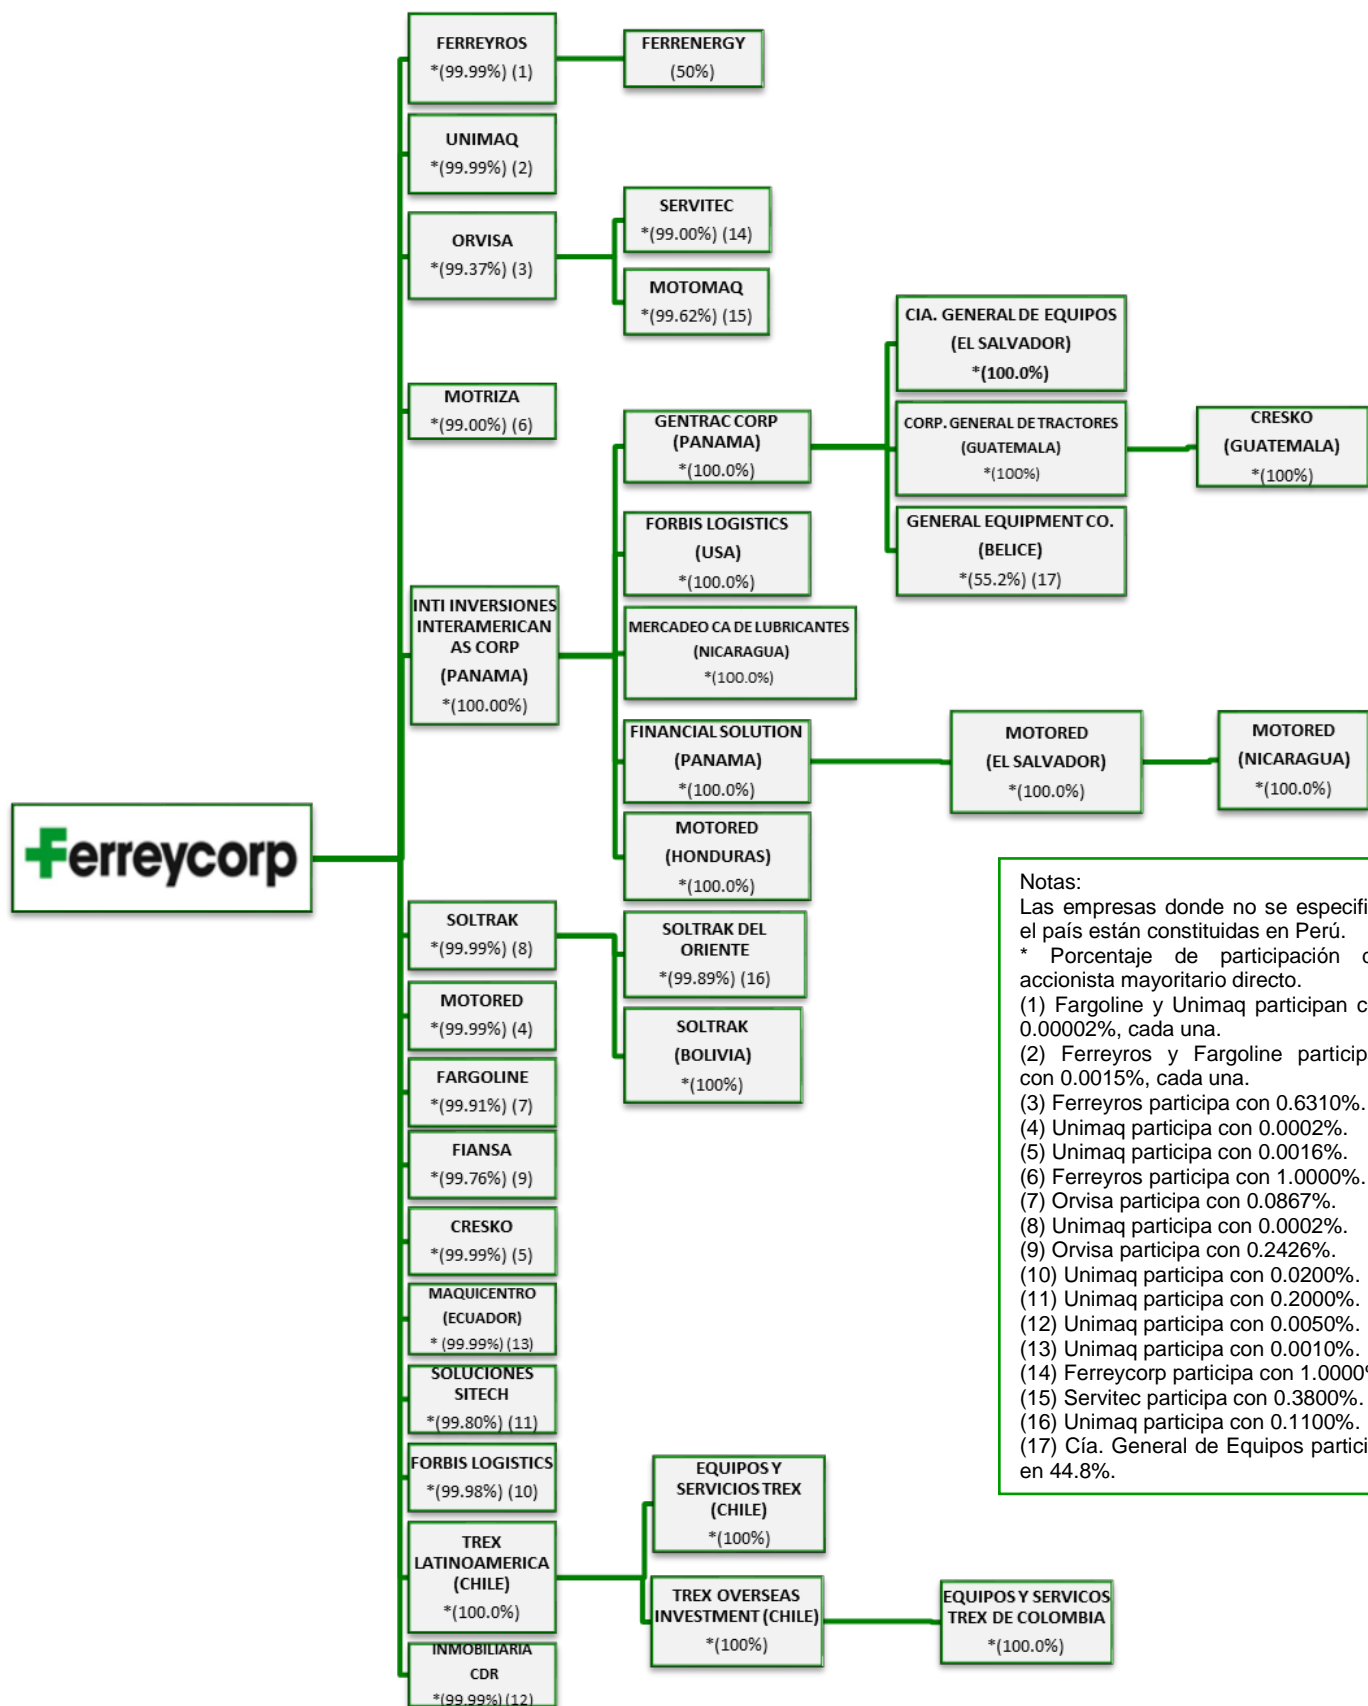 FERREYROS
*(99.99%) (1)
FERRENERGY
(50%)
UNIMAQ
*(99.99%) (2)
ORVISA
*(99.37%) (3)
SERVITEC
*(99.00%) (14)
MOTOMAQ
*(99.62%) (15)
MOTRIZA
*(99.00%) (6)
INTI INVERSIONES
INTERAMERICAN
AS CORP
(PANAMA)
*(100.00%)
GENTRAC CORP
(PANAMA)
*(100.0%)
CIA. GENERAL DE EQUIPOS
(EL SALVADOR)
*(100.0%)
CORP. GENERAL DE TRACTORES
(GUATEMALA)
*(100%)
CRESKO
(GUATEMALA)
*(100%)
GENERAL EQUIPMENT CO.
(BELICE)
*(55.2%) (17)
FORBIS LOGISTICS
(USA)
*(100.0%)
MERCADEO CA DE LUBRICANTES
(NICARAGUA)
*(100.0%)
FINANCIAL SOLUTION
(PANAMA)
*(100.0%)
MOTORED
(EL SALVADOR)
*(100.0%)
MOTORED
(NICARAGUA)
*(100.0%)
MOTORED
(HONDURAS)
*(100.0%)
Ferreycorp
SOLTRAK
*(99.99%) (8)
SOLTRAK DEL
ORIENTE
*(99.89%) (16)
SOLTRAK
(BOLIVIA)
*(100%)
MOTORED
*(99.99%) (4)
FARGOLINE
*(99.91%) (7)
FIANSA
*(99.76%) (9)
CRESKO
*(99.99%) (5)
MAQUICENTRO
(ECUADOR)
* (99.99%) (13)
SOLUCIONES
SITECH
*(99.80%) (11)
FORBIS LOGISTICS
*(99.98%) (10)
TREX
LATINOAMERICA
(CHILE)
*(100.0%)
EQUIPOS Y
SERVICIOS TREX
(CHILE)
*(100%)
TREX OVERSEAS
INVESTMENT (CHILE)
*(100%)
EQUIPOS Y SERVICOS
TREX DE COLOMBIA
*(100.0%)
INMOBILIARIA
CDR
*(99.99%) (12)
Notas:
Las empresas donde no se especifi
el país están constituidas en Perú.
* Porcentaje de participación
accionista mayoritario directo.
(1) Fargoline y Unimaq participan c
0.00002%, cada una.
(2) Ferreyros y Fargoline particip
con 0.0015%, cada una.
(3) Ferreyros participa con 0.6310%.
(4) Unimaq participa con 0.0002%.
(5) Unimaq participa con 0.0016%.
(6) Ferreyros participa con 1.0000%.
(7) Orvisa participa con 0.0867%.
(8) Unimaq participa con 0.0002%.
(9) Orvisa participa con 0.2426%.
(10) Unimaq participa con 0.0200%.
(11) Unimaq participa con 0.2000%.
(12) Unimaq participa con 0.0050%.
(13) Unimaq participa con 0.0010%.
(14) Ferreycorp participa con 1.0000%
(15) Servitec participa con 0.3800%.
(16) Unimaq participa con 0.1100%.
(17) Cía. General de Equipos partici
en 44.8%.